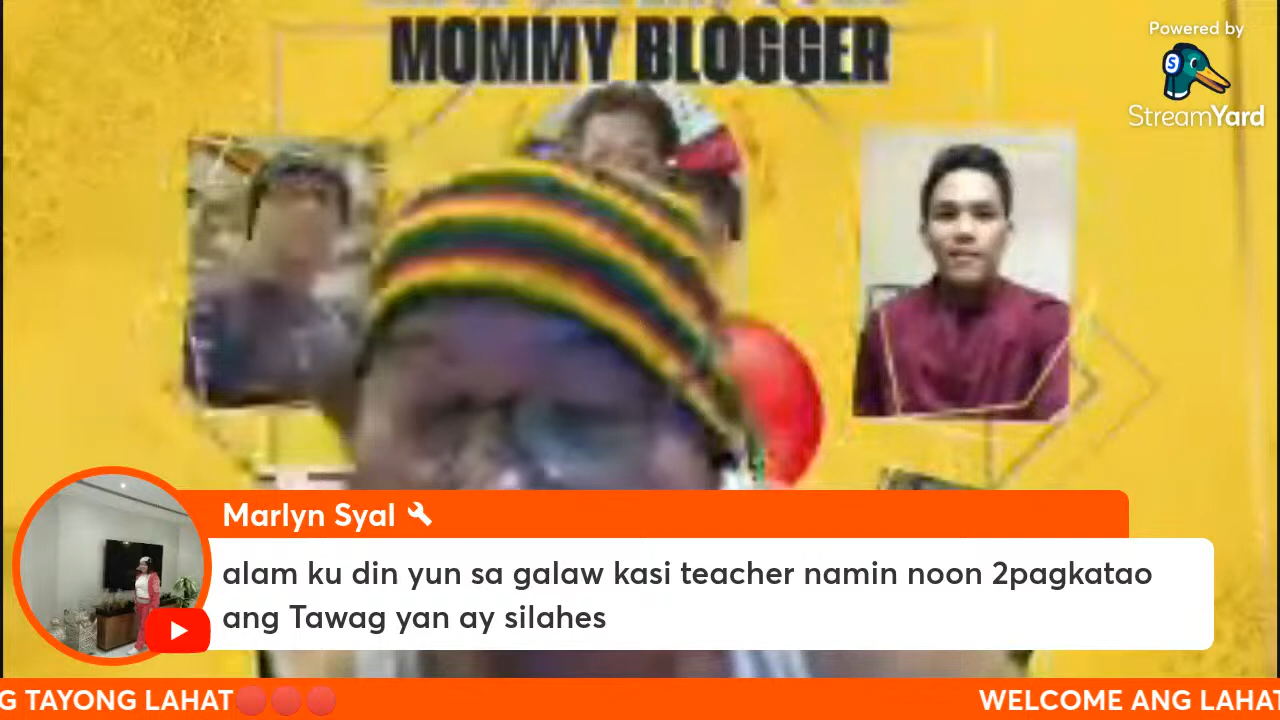 MOMMY BLOGGER
Powered by
StreamYard
Marlyn Syal
alam ku din yun sa galaw kasi teacher namin noon 2pagkatao
ang Tawag yan ay silahes
G TAYONG LAHAT🔴🔴🔴 WELCOME ANG LAHAT